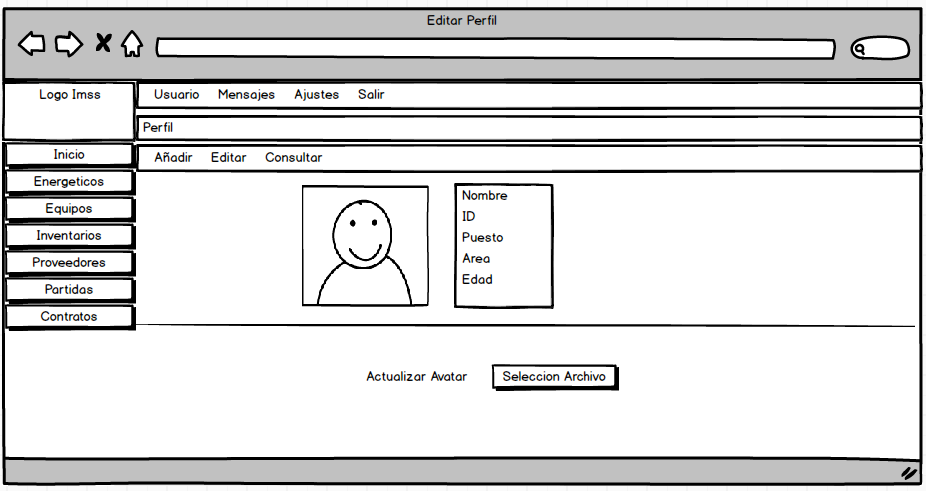 Editar Perfil
Logo Imss
Usuario Mensajes Ajustes Salir
Perfil
Añadir Editar Consultar
Inicio
Energeticos
Equipos
Inventarios
Proveedores
Partidas
Contratos
Nombre
ID
Puesto
Area
Edad
Actualizar Avatar
Seleccion Archivo